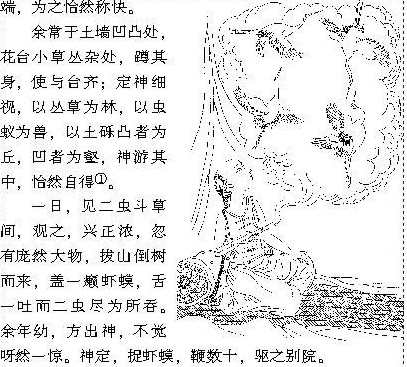 端，为之怡然称快。
余常于土墙凹凸处，
花台小草丛杂处，蹲其
身，使与台齐；定神细
视，以丛草为林，以虫
蚁为兽，以土砾凸者为
丘，凹者为壑，神游其
中，怡然自得①。
一日，见二虫斗草
间，观之，兴正浓，忽
有庞然大物，拔山倒树
而来，盖一癞虾蟆，舌
一吐而二虫尽为所吞。
余年幼，方出神，不觉
呀然一惊。神定，捉虾蟆，鞭数十，驱之别院。